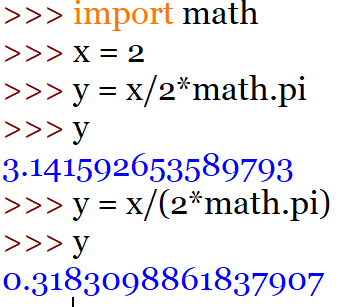 >>> import math
>>> x = 2
>>> y = x/2*math.pi
>>> y
3.141592653589793
>>> y = x/(2*math.pi)
>>> y
0.3183098861837907